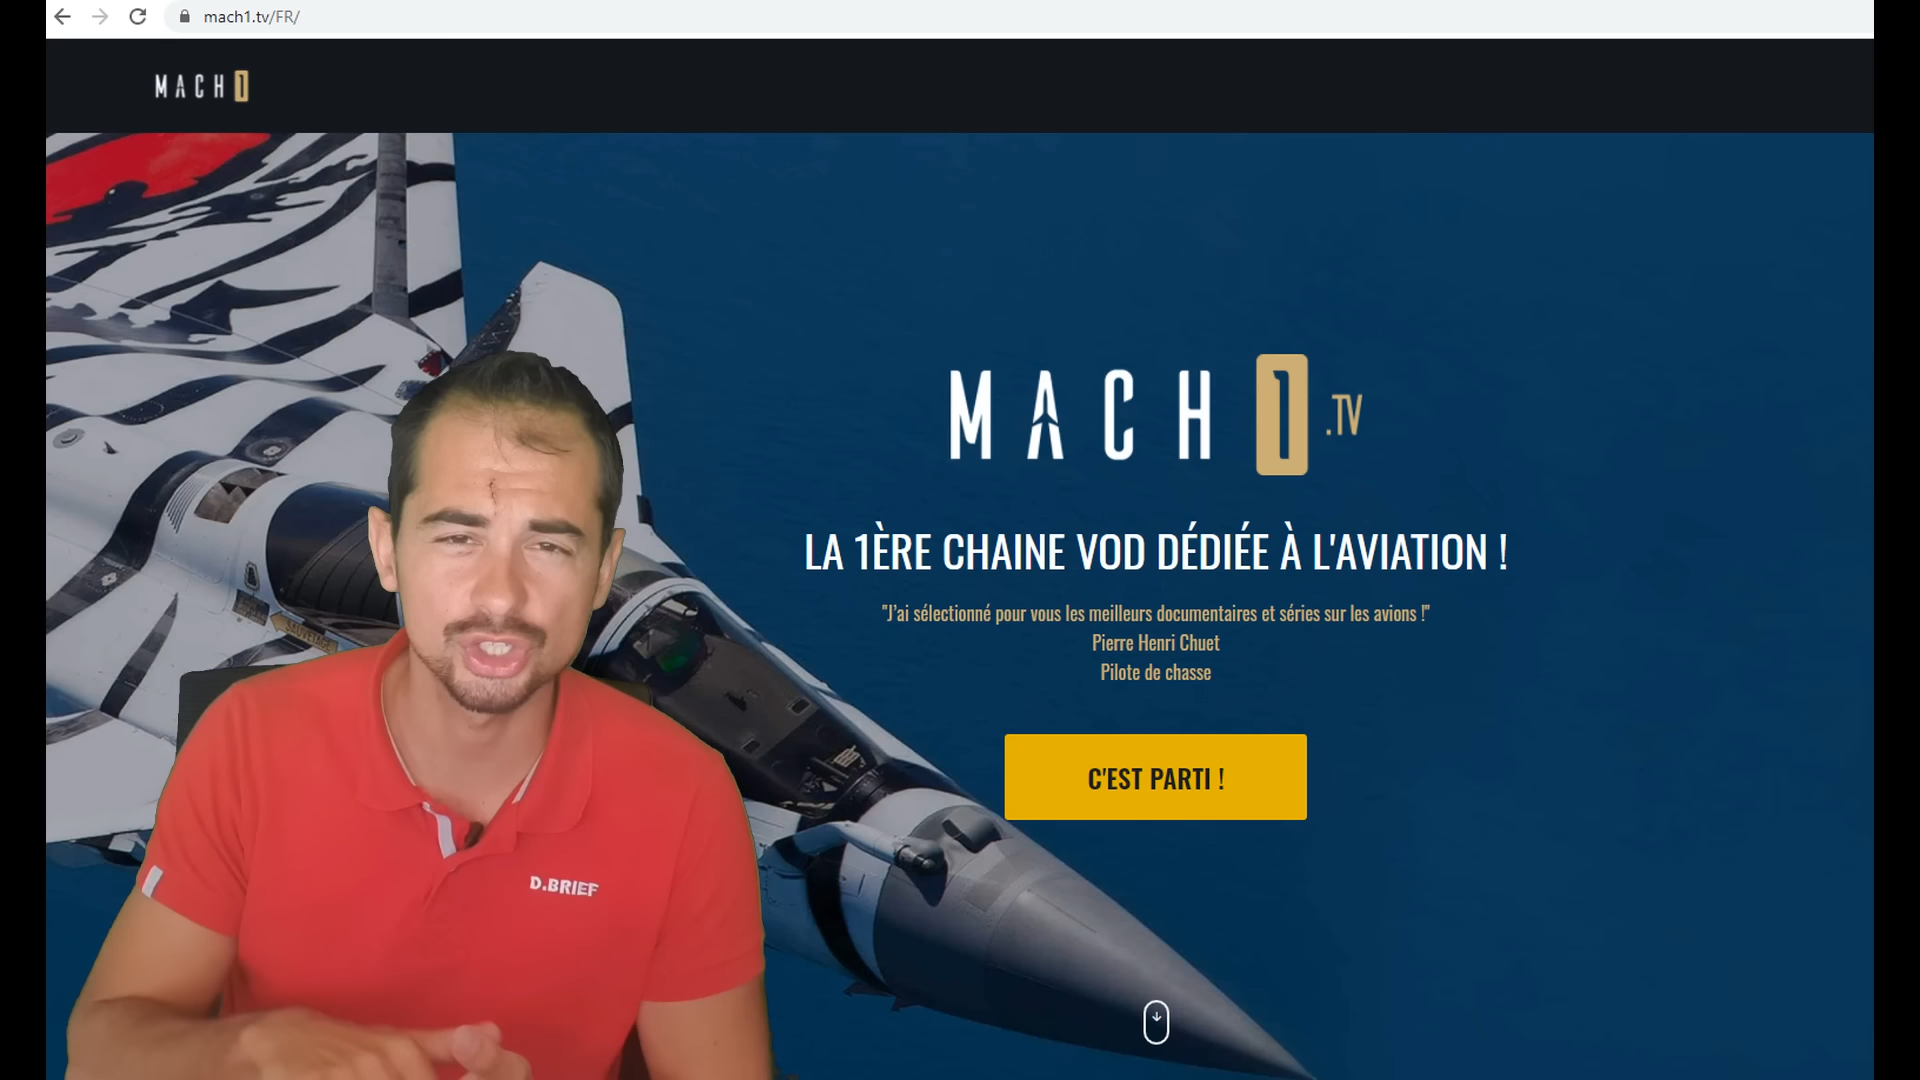 mach1.tv/FR/
MACH1
MACH1.TV
LA 1ÈRE CHAINE VOD DÉDIÉE À L'AVIATION !
"J'ai sélectionné pour vous les meilleurs documentaires et séries sur les avions !"
Pierre Henri Chuet
Pilote de chasse
C'EST PARTI !
SAUVETAGE
D.BRIEF